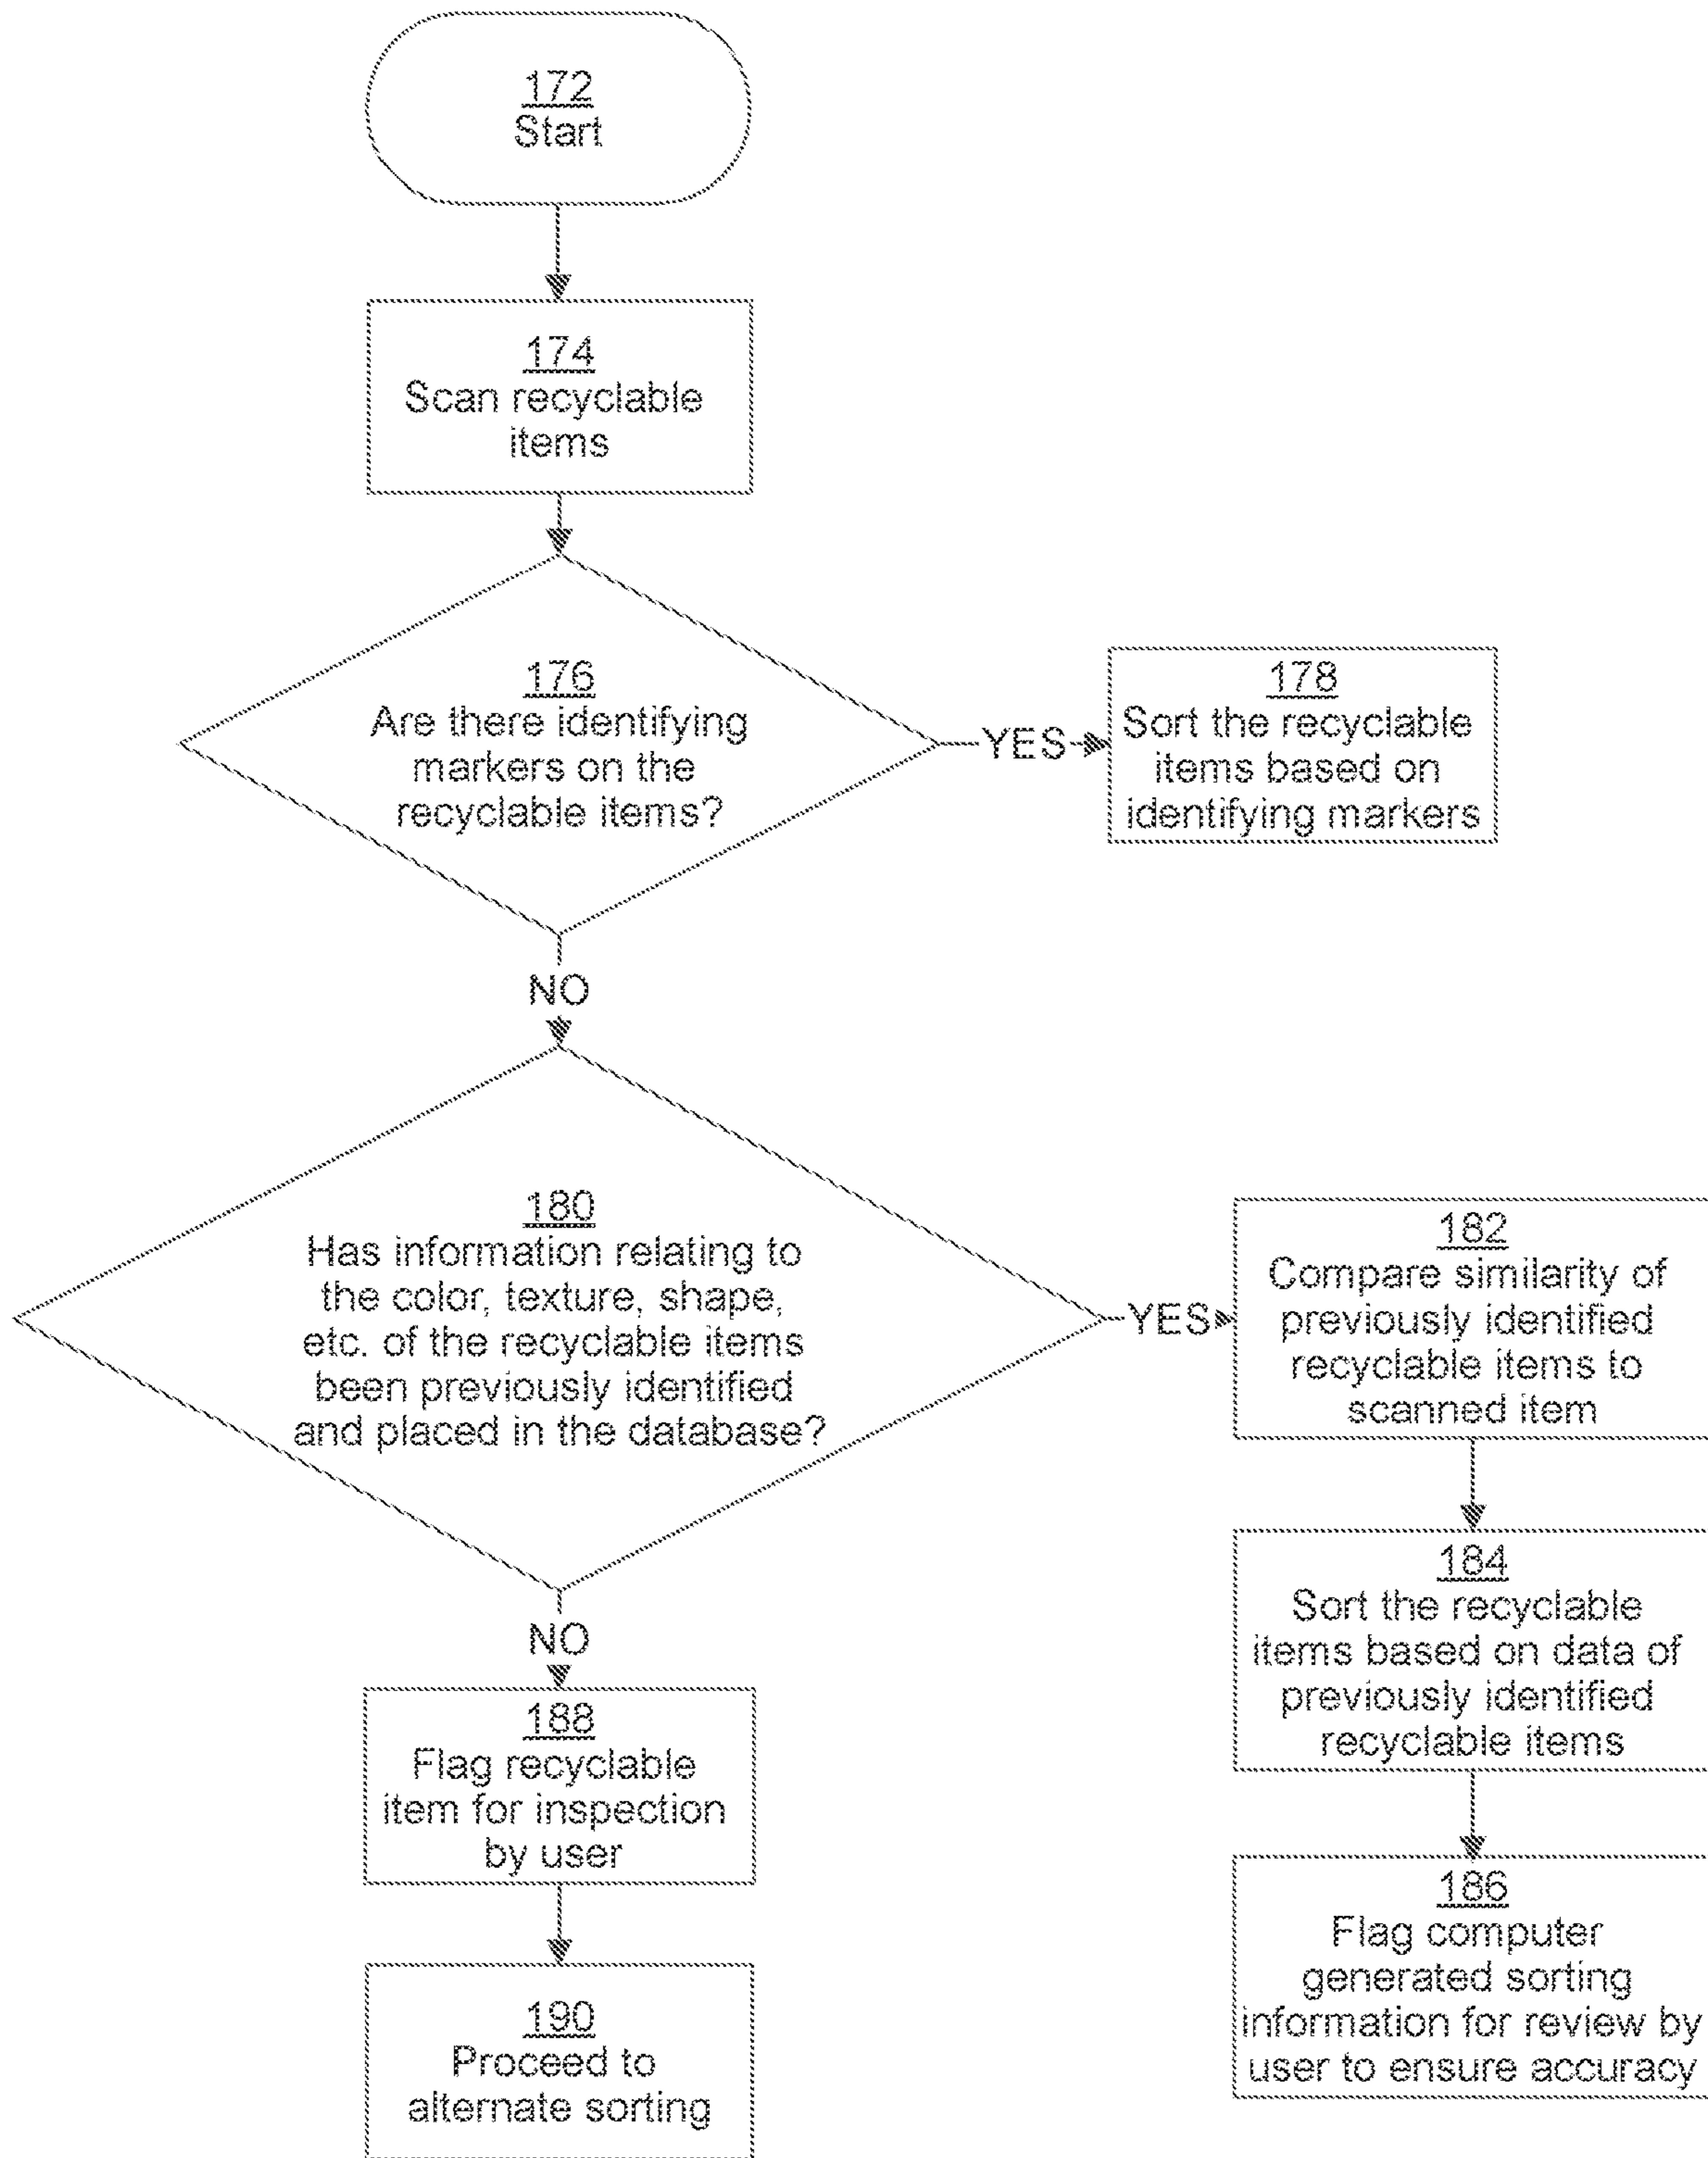 172
Start
174
Scan recyclable
items
176
Are there identifying
markers on the
recyclable items?
YES
178
Sort the recyclable
items based on
identifying markers
NO
180
Has information relating to
the color, texture, shape,
etc. of the recyclable items
been previously identified
and placed in the database?
YES
182
Compare similarity of
previously identified
recyclable items to
scanned item
184
Sort the recyclable
items based on data of
previously identified
recyclable items
186
Flag computer
generated sorting
information for review by
user to ensure accuracy
NO
188
Flag recyclable
item for inspection
by user
190
Proceed to
alternate sorting